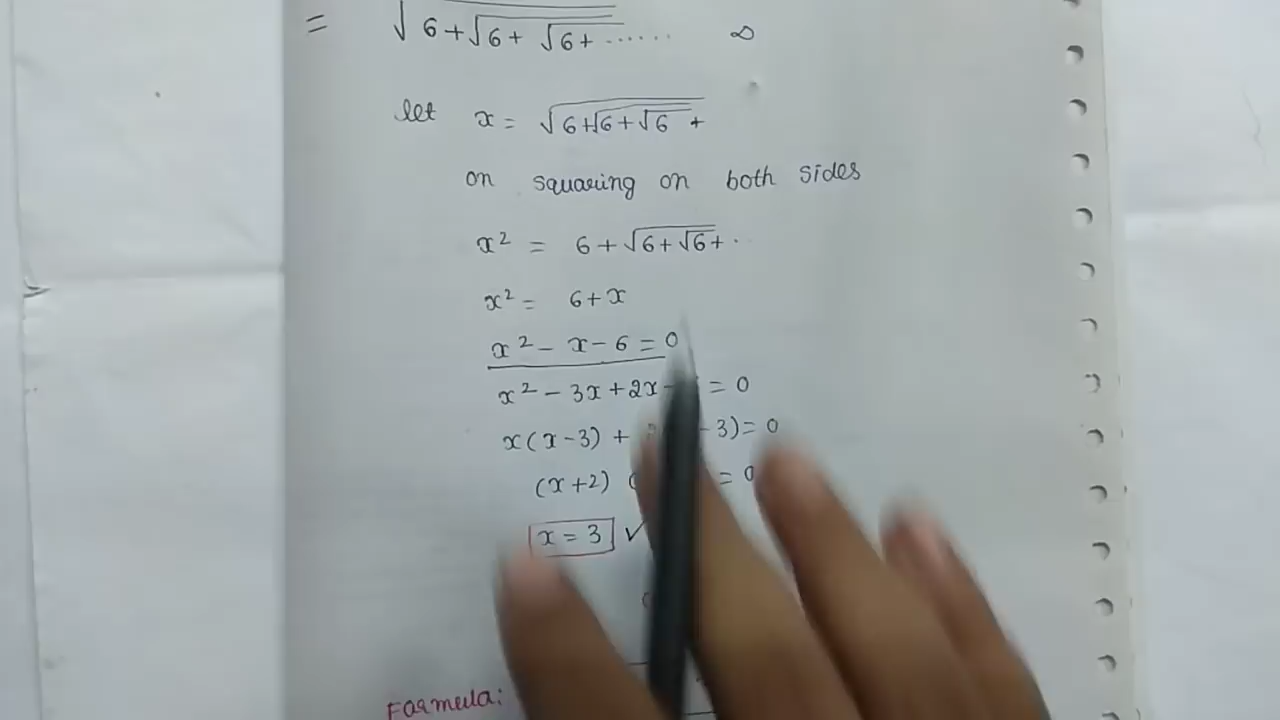 = √6+√6+ √6+ ...... ∞
let x = √6+√6+√6 +
on squaring on both sides
x² = 6+√6+√6+ ..
x² = 6+x
x² - x-6 =0
x² - 3x+2x- = 0
x(x-3) + -3)=0
(x+2) ( = 0
x = 3 ✓
Formula: